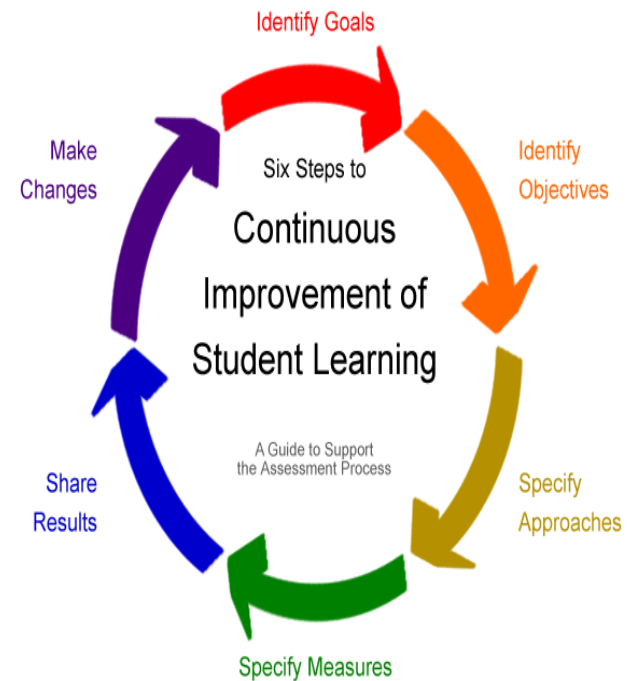 Identify Goals
Identify
Objectives
Specify
Approaches
Specify Measures
Share
Results
Make
Changes
Six Steps to
Continuous
Improvement of
Student Learning
A Guide to Support
the Assessment Process